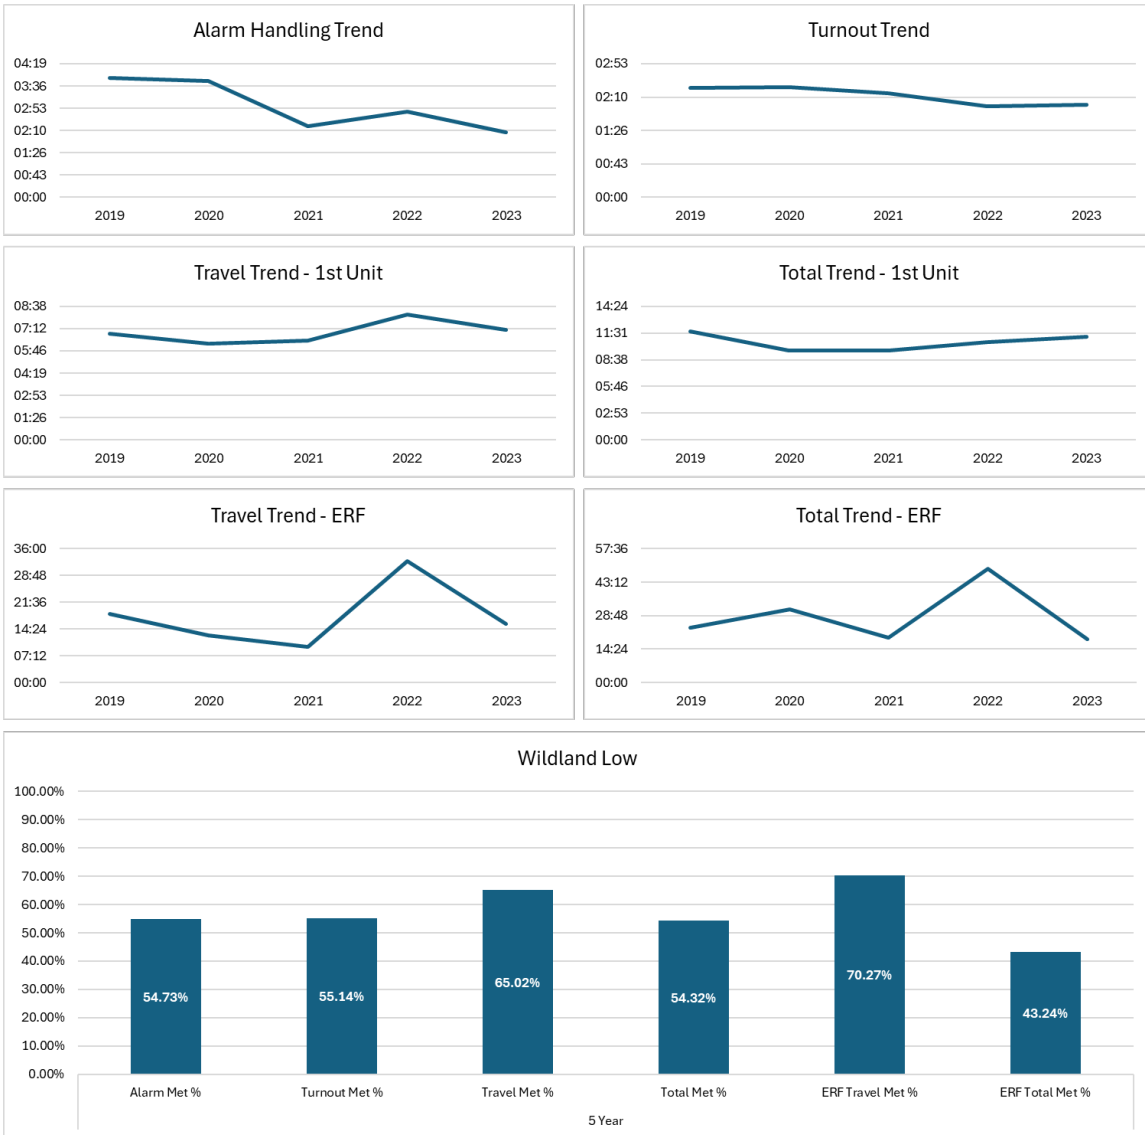 Alarm Handling Trend
04:19
03:36
02:53
02:10
01:26
00:43
00:00
2019 2020 2021 2022 2023
Turnout Trend
02:53
02:10
01:26
00:43
00:00
2019 2020 2021 2022 2023
Travel Trend - 1st Unit
08:38
07:12
05:46
04:19
02:53
01:26
00:00
2019 2020 2021 2022 2023
Total Trend - 1st Unit
14:24
11:31
08:38
05:46
02:53
00:00
2019 2020 2021 2022 2023
Travel Trend - ERF
36:00
28:48
21:36
14:24
07:12
00:00
2019 2020 2021 2022 2023
Total Trend - ERF
57:36
43:12
28:48
14:24
00:00
2019 2020 2021 2022 2023
Wildland Low
100.00%
90.00%
80.00%
70.00%
60.00%
50.00%
40.00%
30.00%
20.00%
10.00%
0.00%
54.73% 55.14% 65.02% 54.32% 70.27% 43.24%
Alarm Met % Turnout Met % Travel Met % Total Met % ERF Travel Met % ERF Total Met %
5 Year